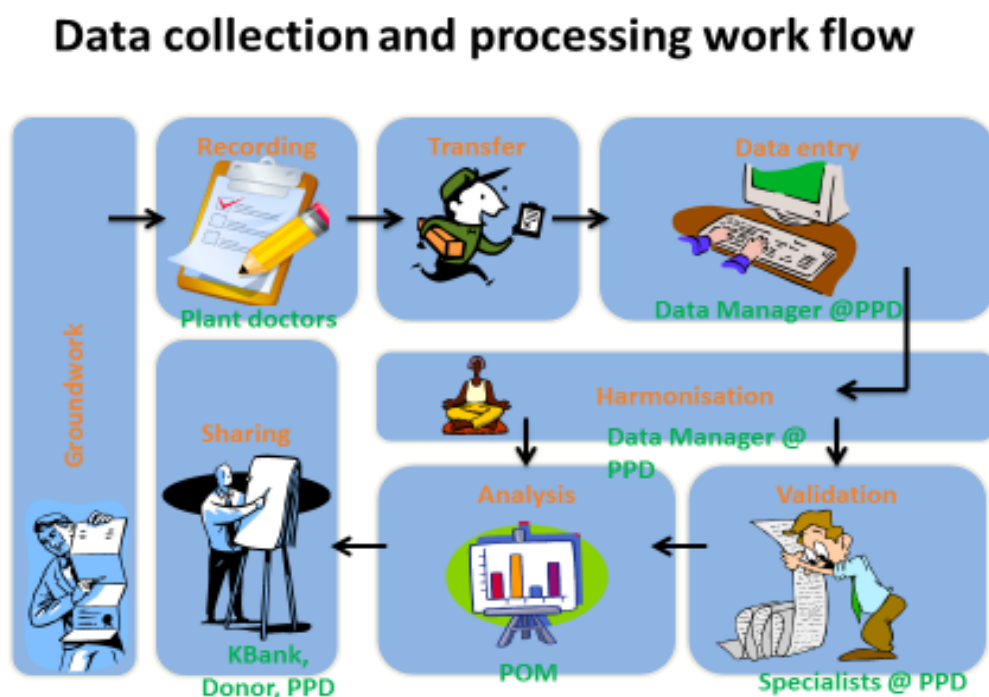 Data collection and processing work flow
Groundwork
Recording
Plant doctors
Transfer
Data entry
Data Manager @PPD
Harmonisation
Data Manager @
PPD
Validation
Specialists @ PPD
Analysis
POM
Sharing
KBank,
Donor, PPD